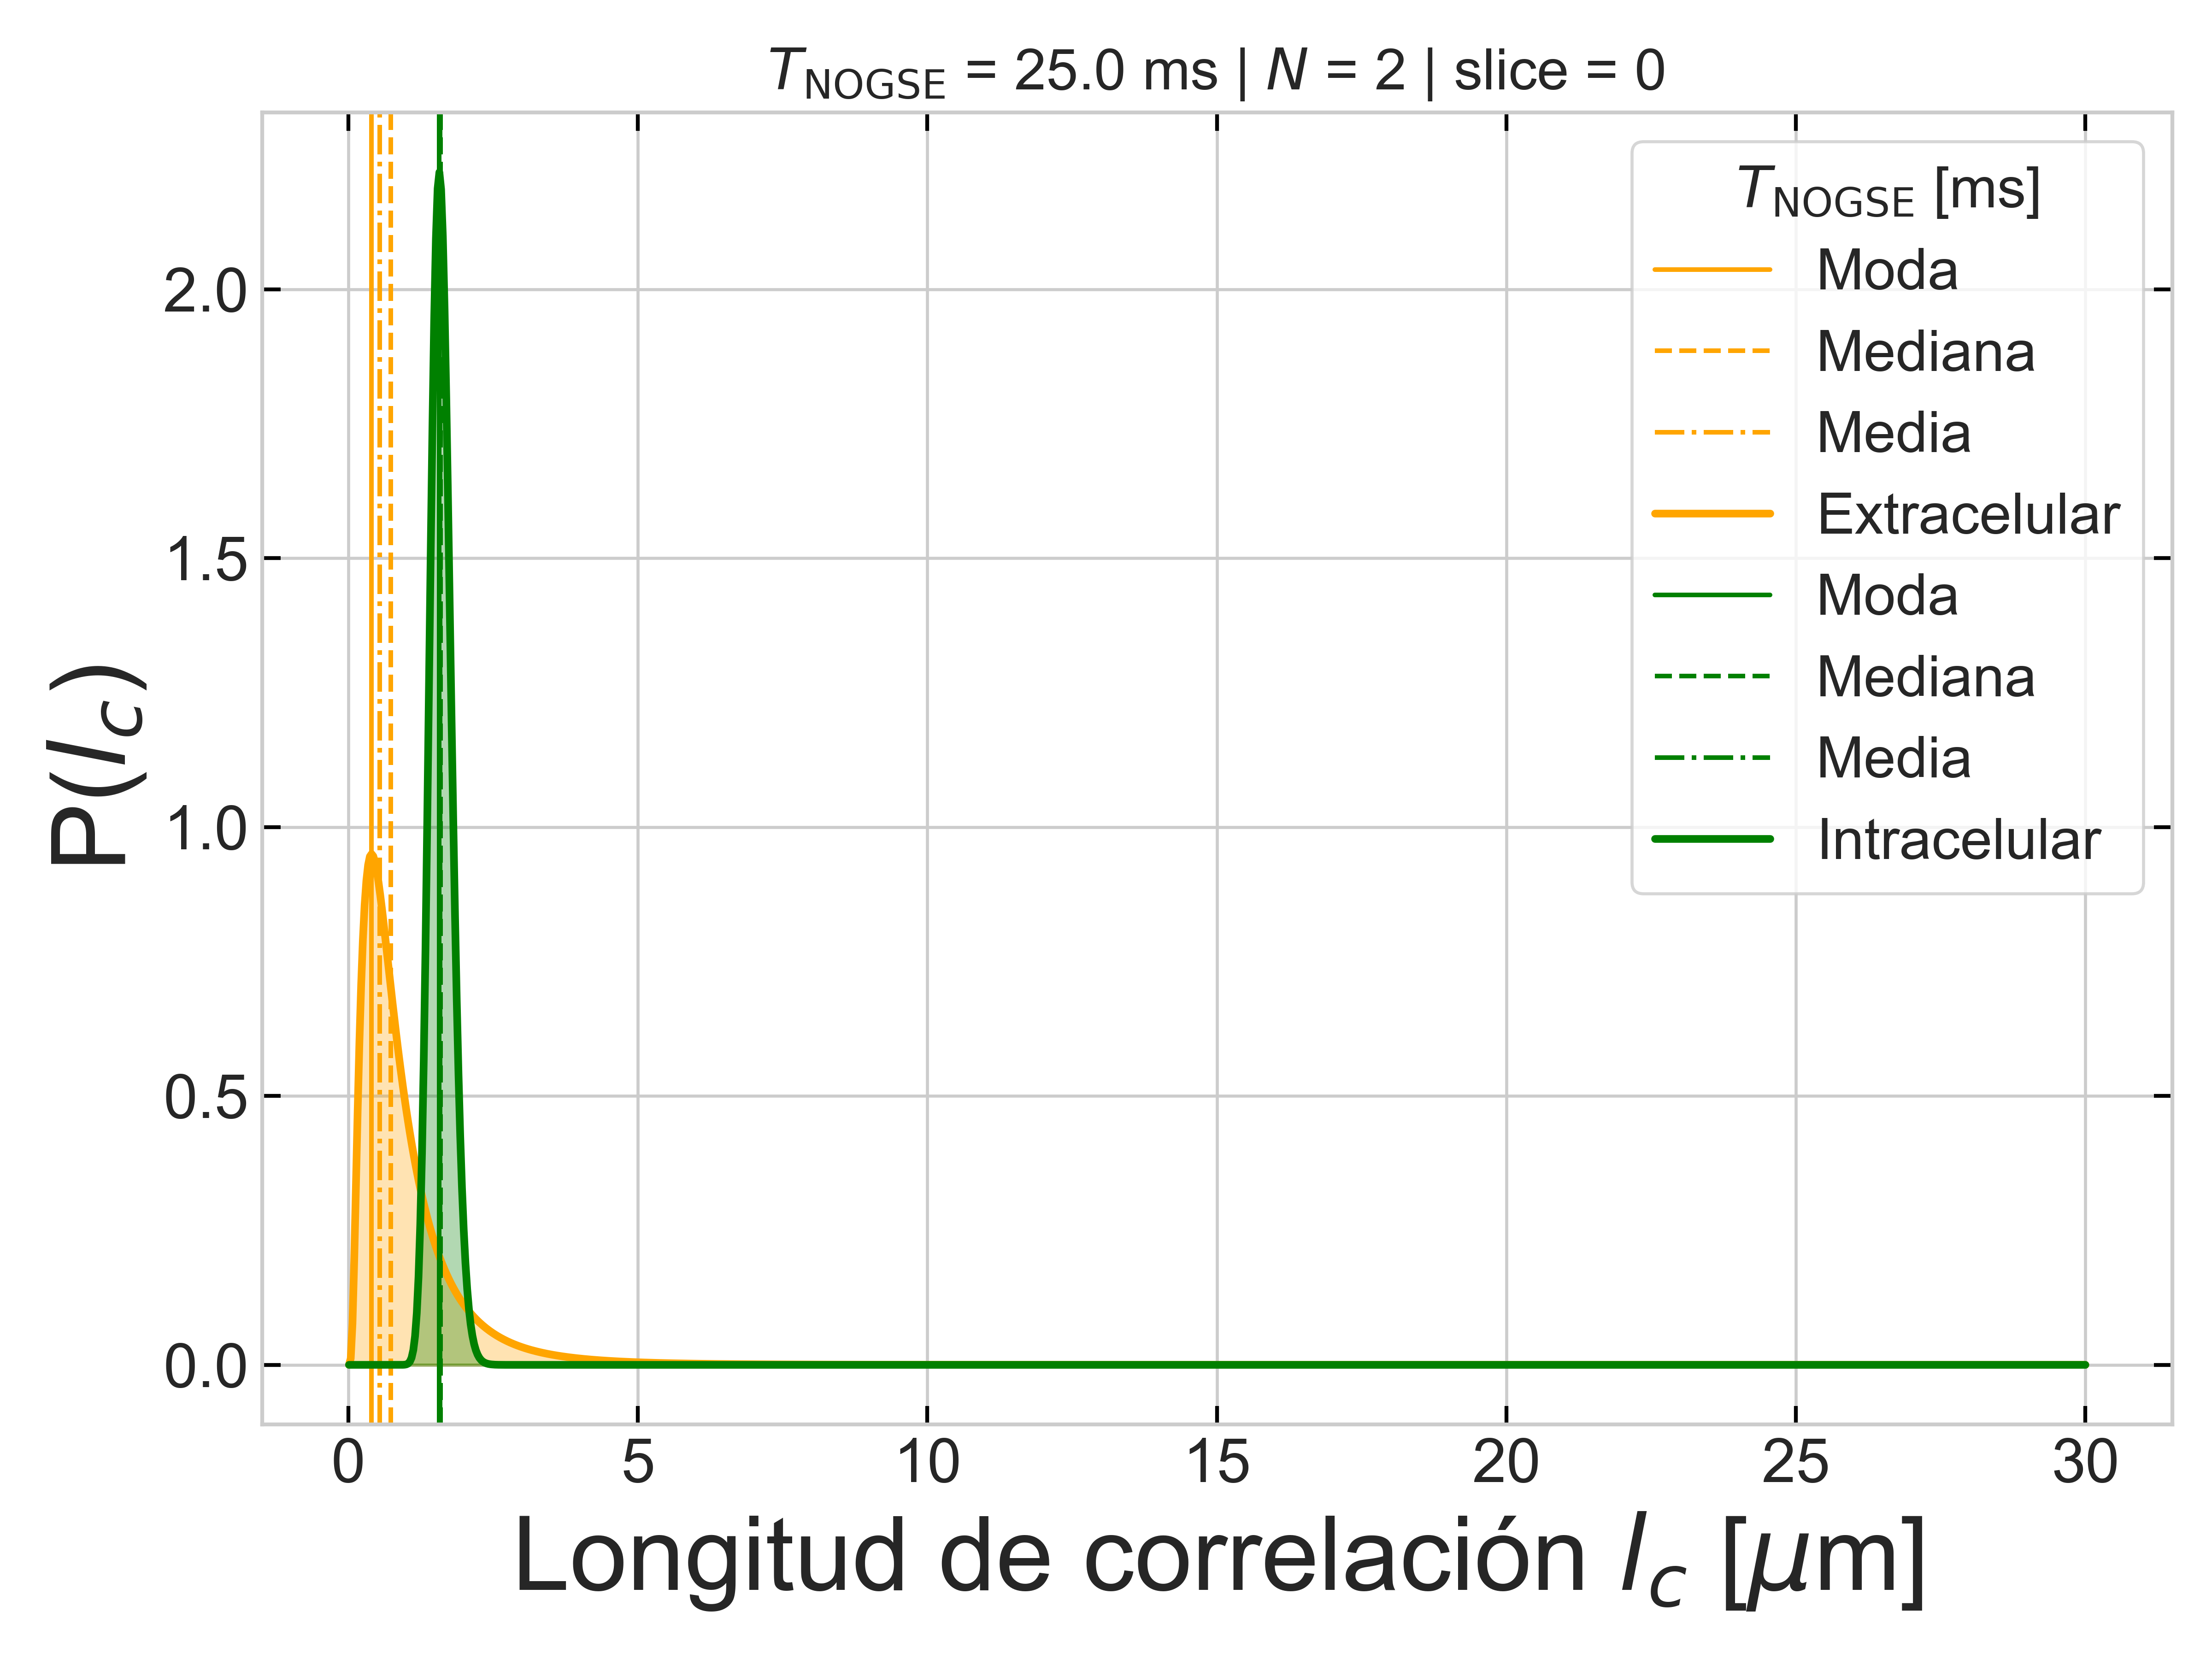 T_NOGSE = 25.0 ms | N = 2 | slice = 0
T_NOGSE [ms]
Moda
Mediana
Media
Extracelular
Moda
Mediana
Media
Intracelular
P(l_c)
2.0
1.5
1.0
0.5
0.0
0 5 10 15 20 25 30
Longitud de correlación l_c [μm]